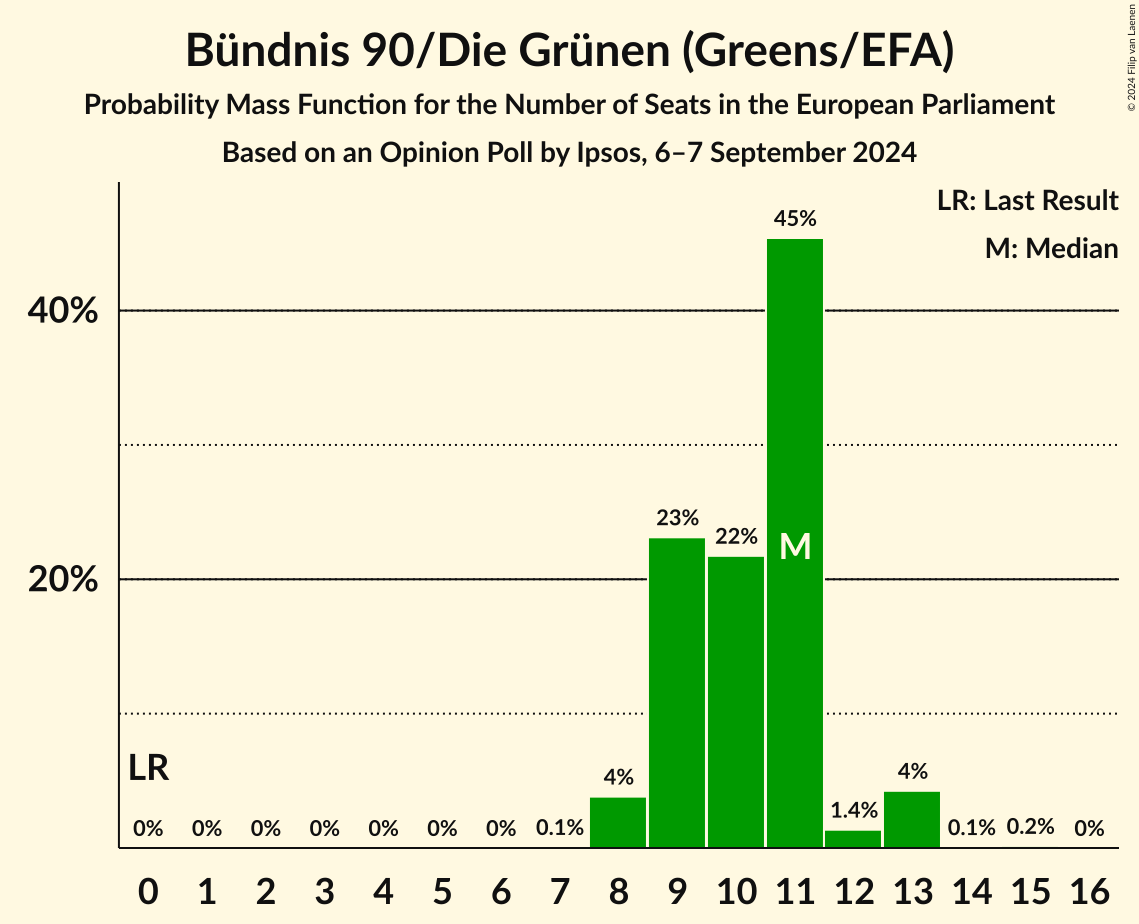 Bündnis 90/Die Grünen (Greens/EFA)
Probability Mass Function for the Number of Seats in the European Parliament
Based on an Opinion Poll by Ipsos, 6–7 September 2024
© 2024 Filip van Laenen
LR: Last Result
M: Median
45%
40%
23%
22%
M
20%
LR
4%
4%
1.4%
0% 0% 0% 0% 0% 0% 0% 0.1% 0.1% 0.2% 0%
0 1 2 3 4 5 6 7 8 9 10 11 12 13 14 15 16